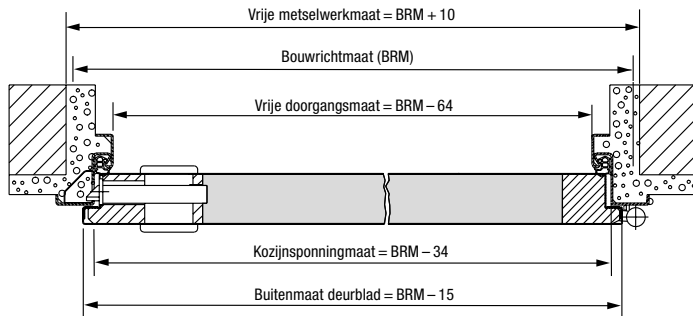 Vrije metselwerkmaat = BRM + 10
Bouwrichtmaat (BRM)
Vrije doorgangsmaat = BRM – 64
Kozijnsponningmaat = BRM – 34
Buitenmaat deurblad = BRM – 15